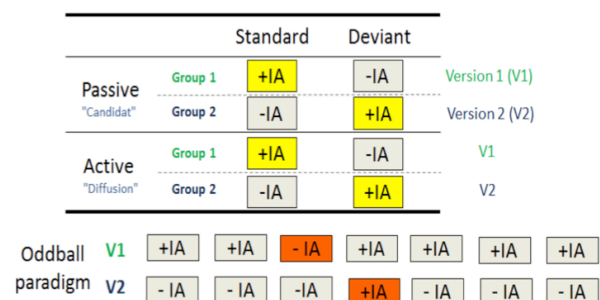 Standard Deviant
Passive
"Candidat"
Group 1 +IA -IA Version 1 (V1)
Group 2 -IA +IA Version 2 (V2)
Active
"Diffusion"
Group 1 +IA -IA V1
Group 2 -IA +IA V2
Oddball
paradigm
V1 +IA +IA - IA +IA +IA +IA +IA
V2 - IA - IA -IA +IA - IA - IA - IA